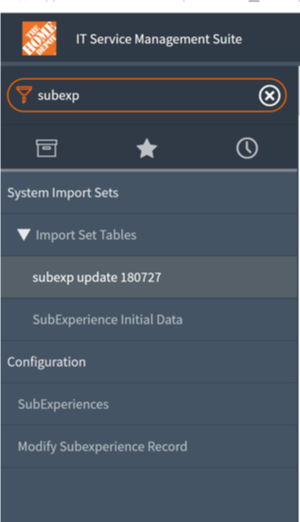 THE HOME DEPOT
IT Service Management Suite
subexp
System Import Sets
Import Set Tables
subexp update 180727
SubExperience Initial Data
Configuration
SubExperiences
Modify Subexperience Record